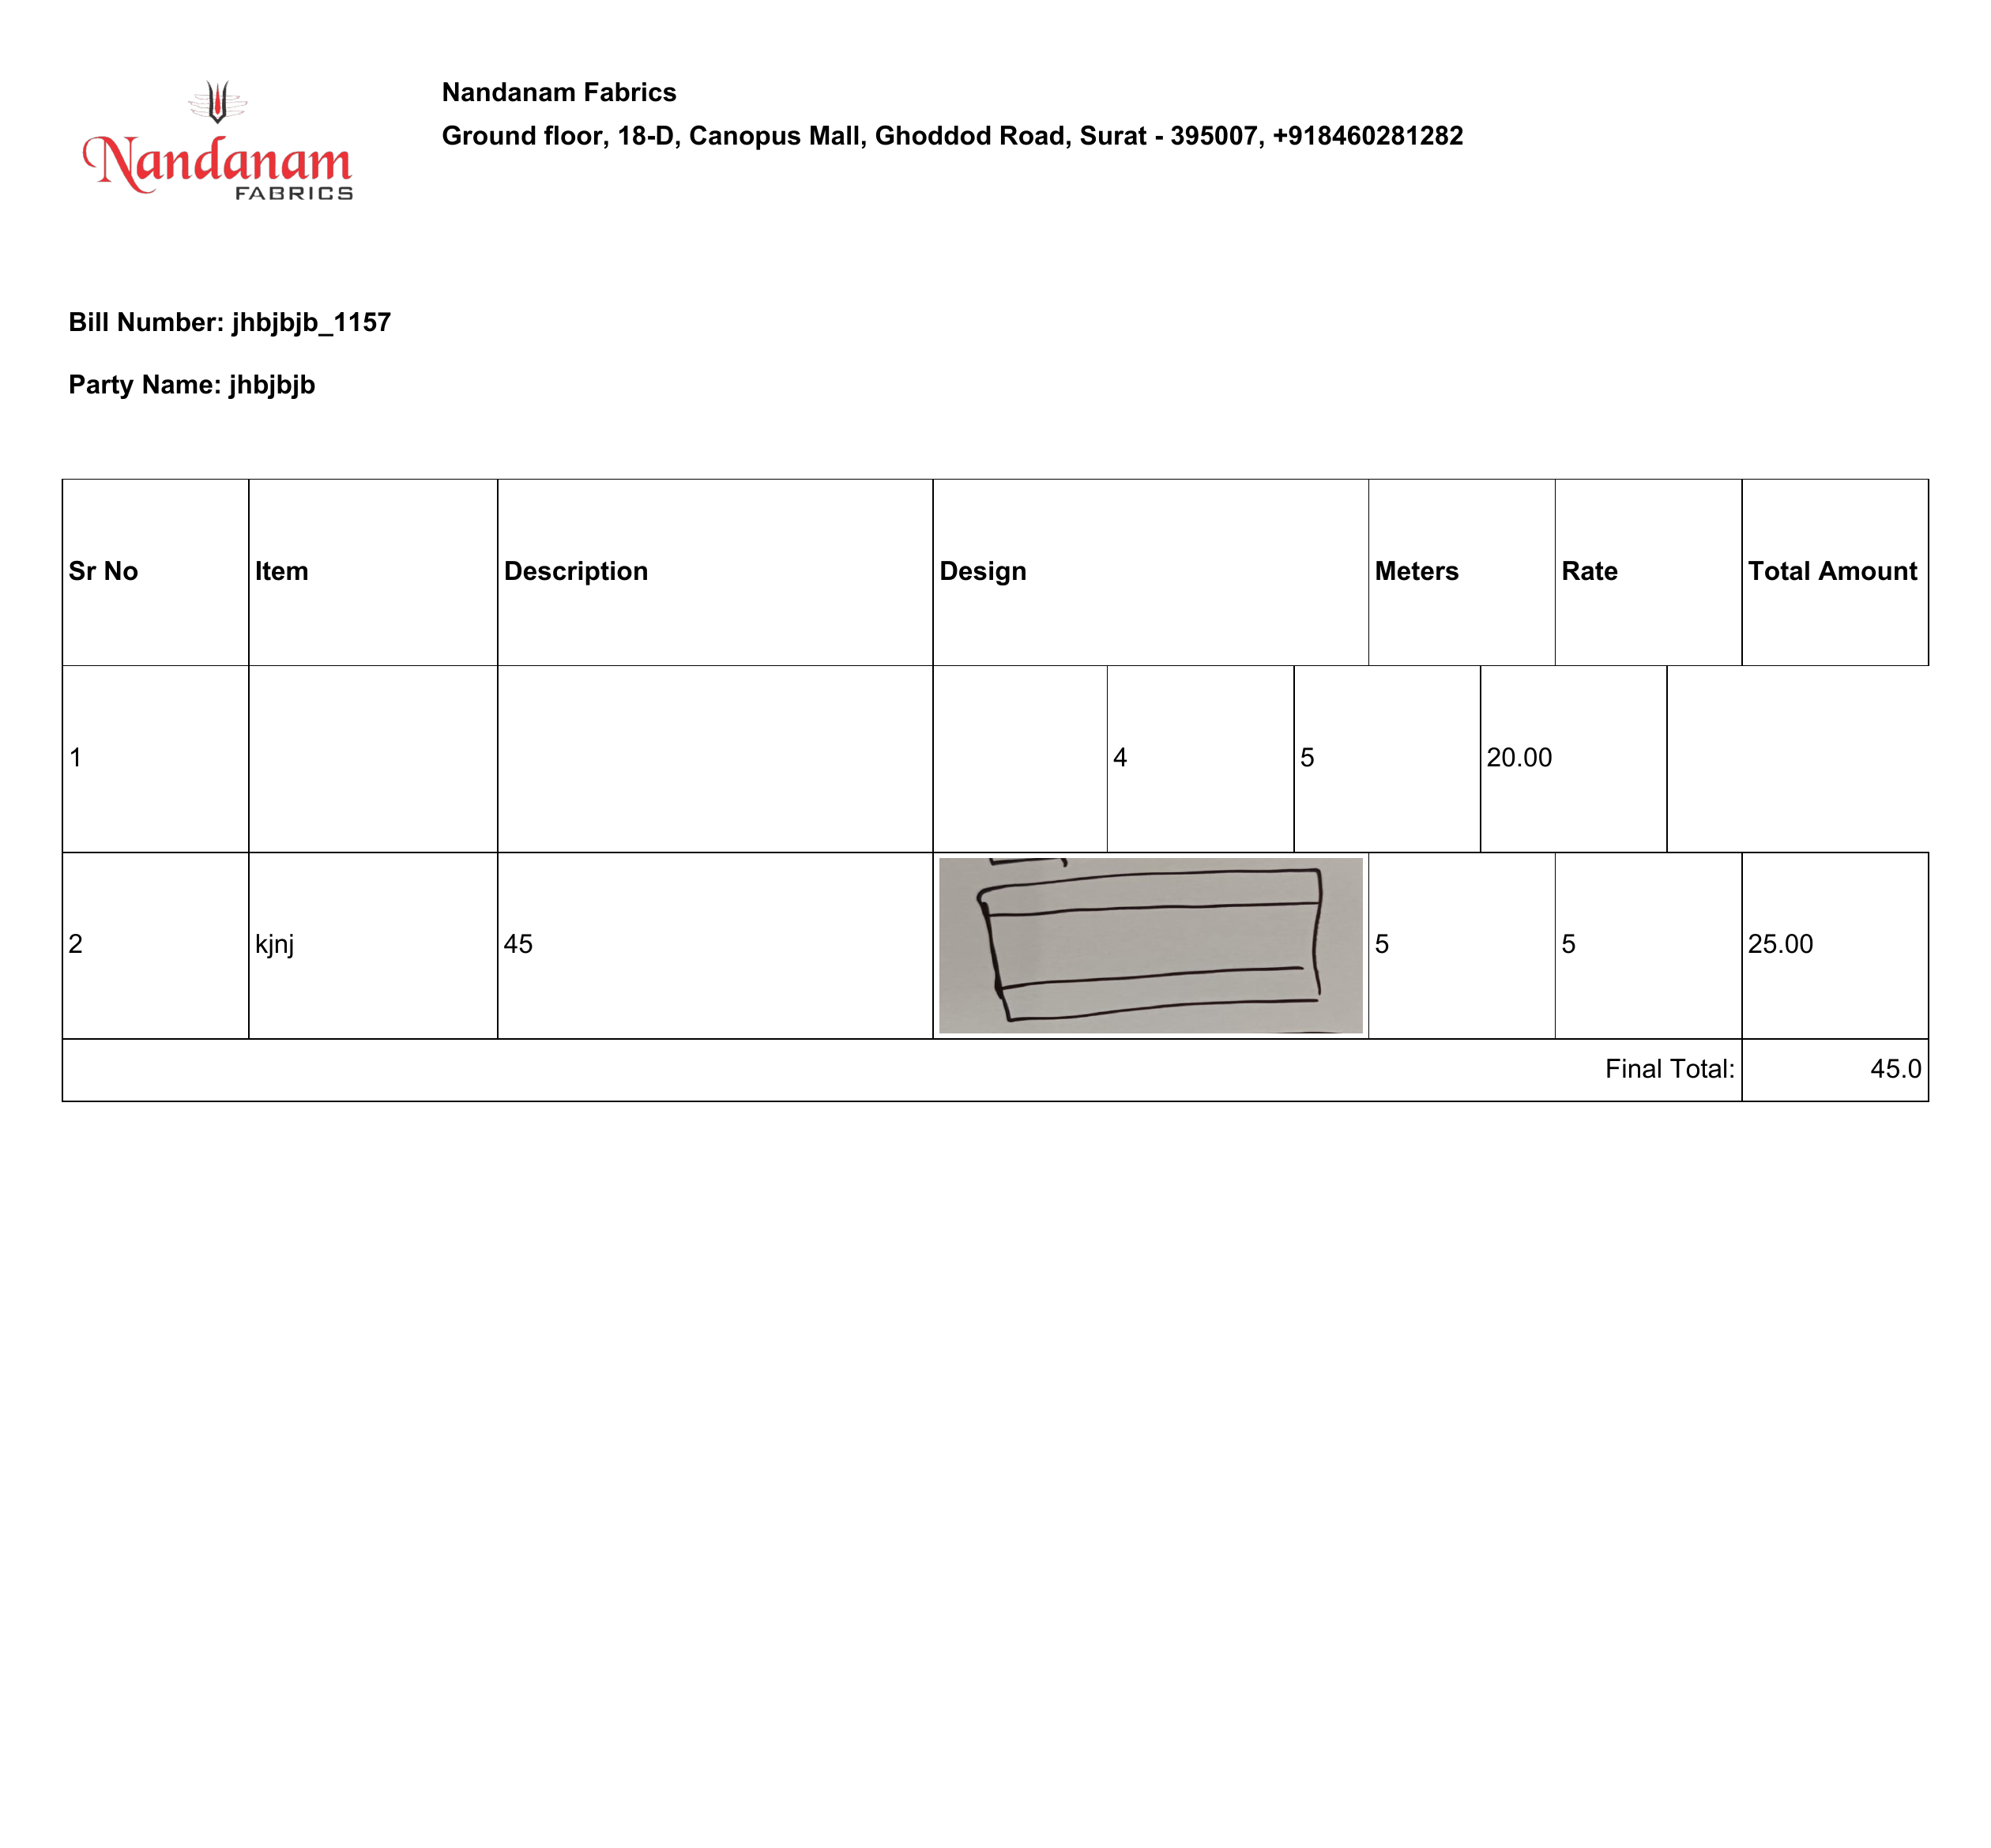 Nandanam
FABRICS
Nandanam Fabrics
Ground floor, 18-D, Canopus Mall, Ghoddod Road, Surat - 395007, +918460281282
Bill Number: jhbjbjb_1157
Party Name: jhbjbjb
Sr No Item Description Design Meters Rate Total Amount
1 4 5 20.00
2 kjnj 45 5 5 25.00
Final Total: 45.0